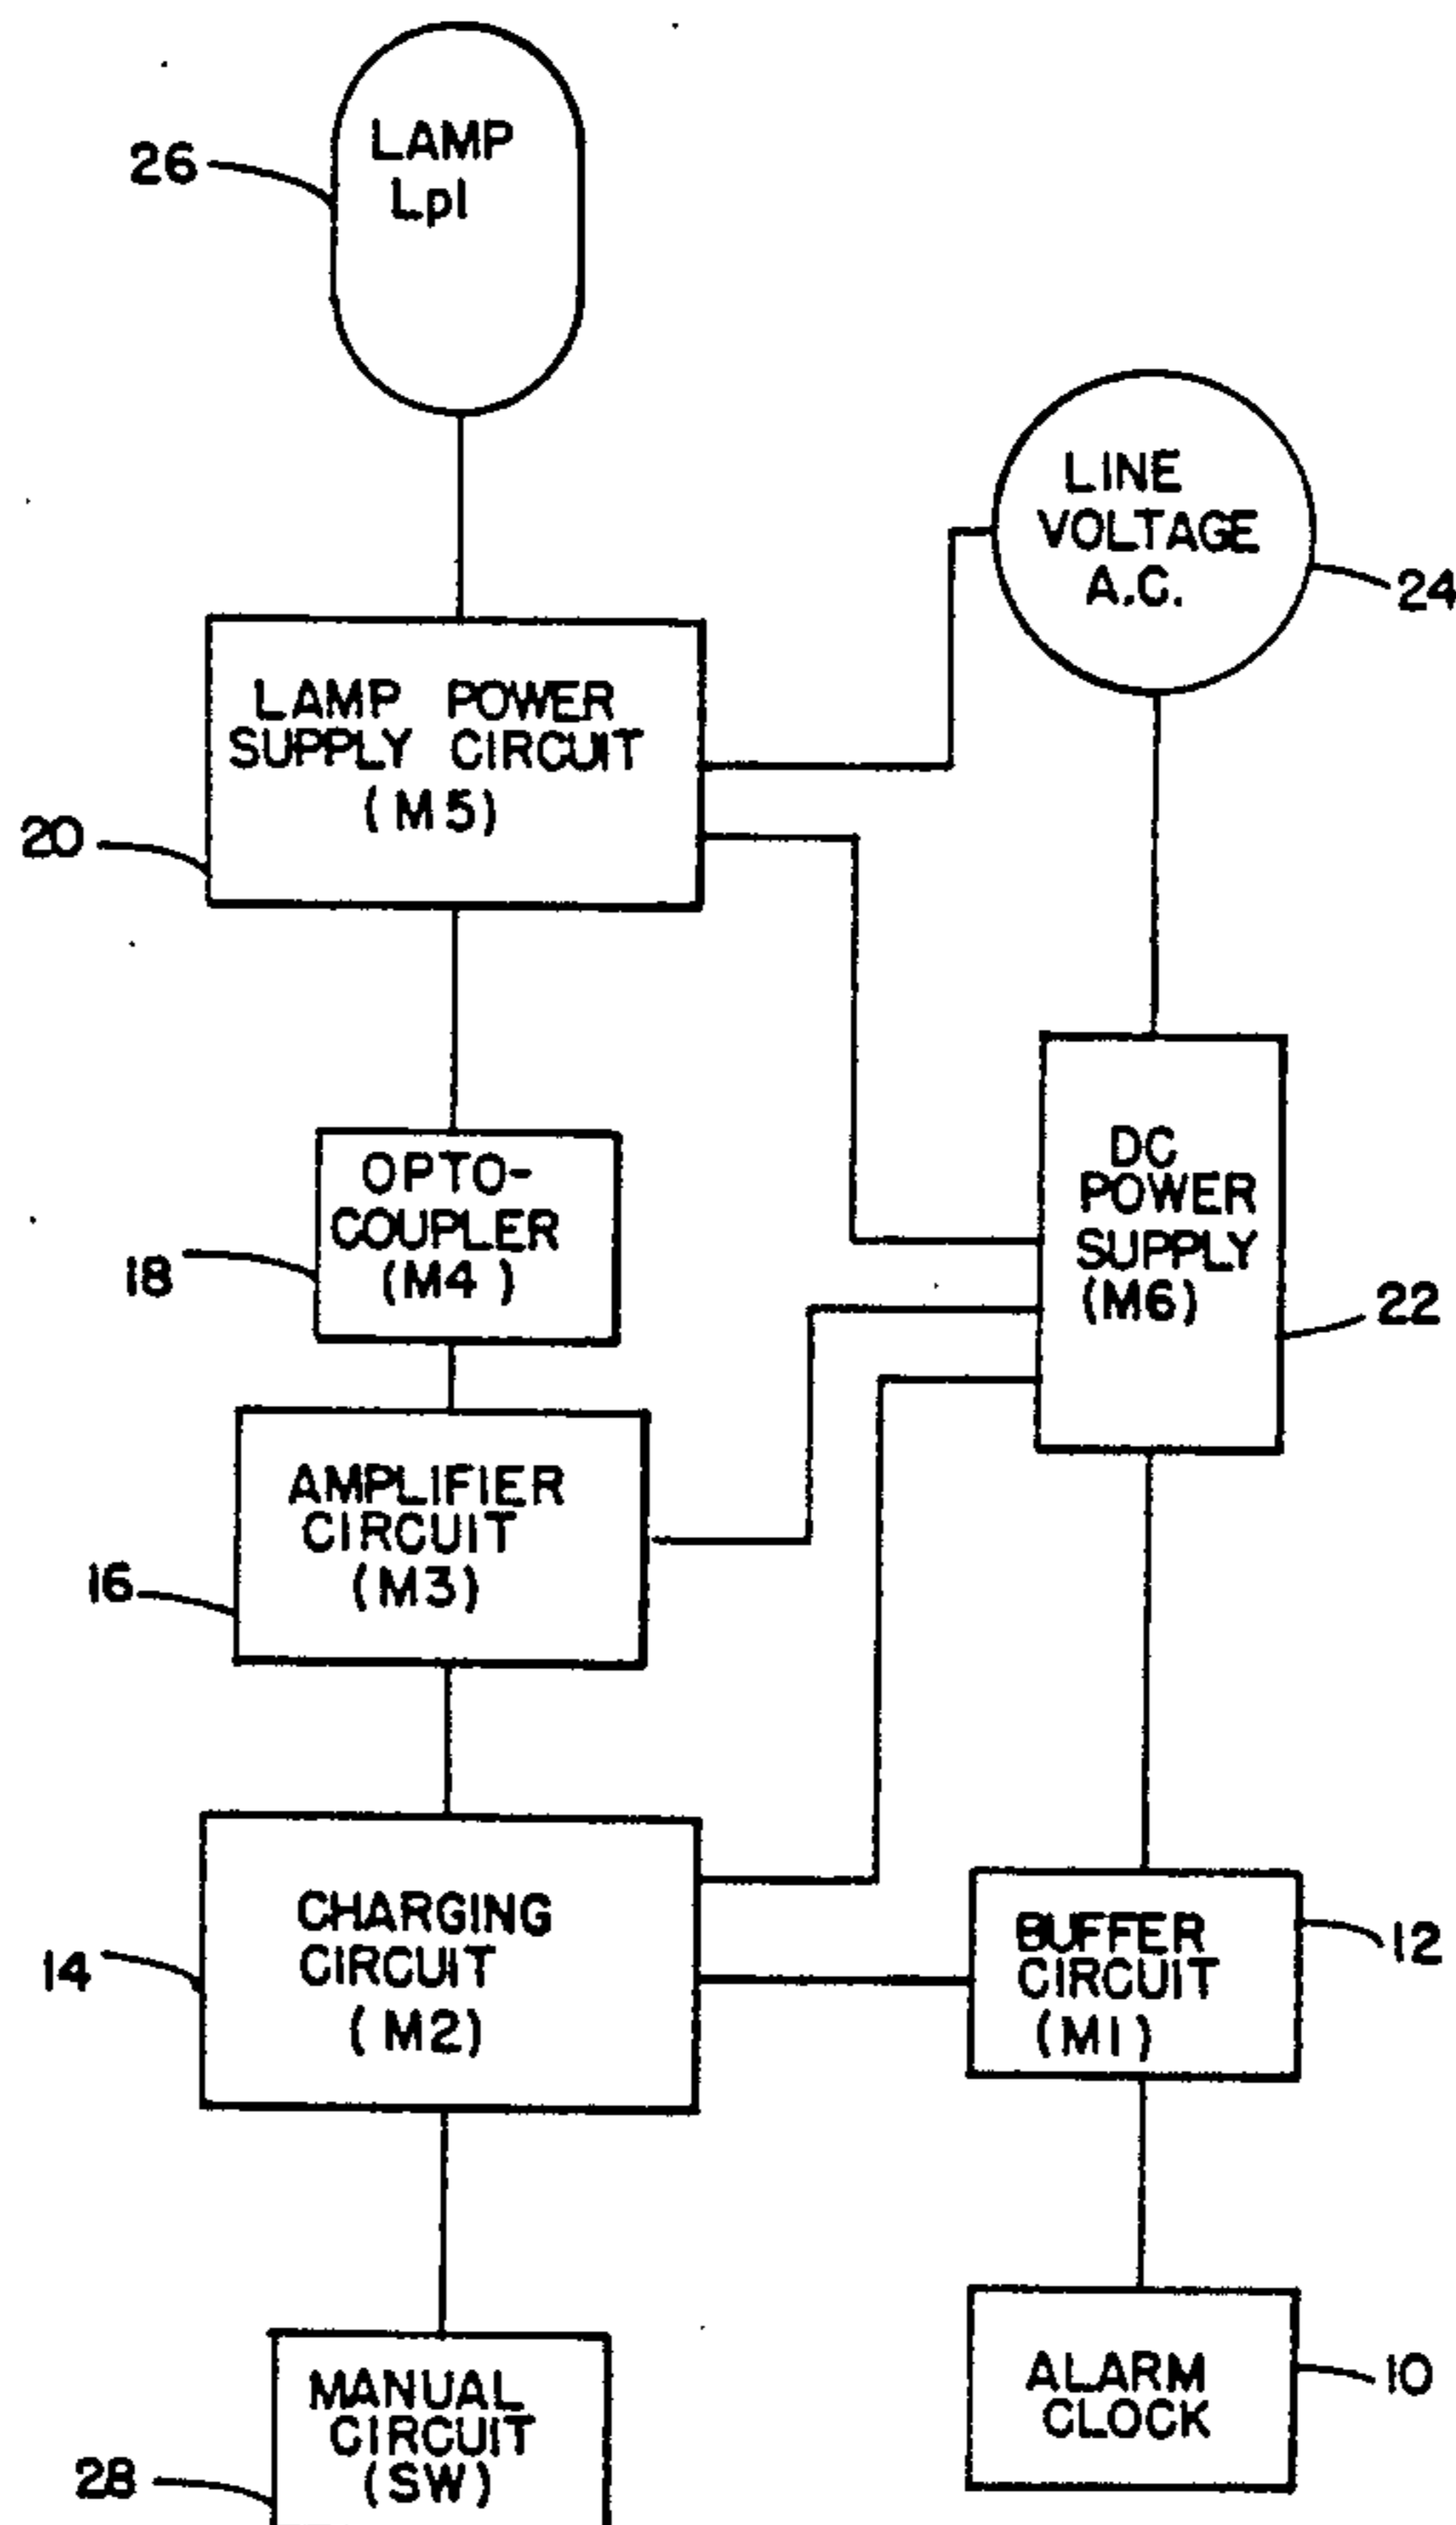 LAMP
Lpl
26
LINE
VOLTAGE
A.C.
24
LAMP POWER
SUPPLY CIRCUIT
(M5)
20
OPTO-
COUPLER
(M4)
18
DC
POWER
SUPPLY
(M6)
22
AMPLIFIER
CIRCUIT
(M3)
16
CHARGING
CIRCUIT
(M2)
14
BUFFER
CIRCUIT
(M1)
12
MANUAL
CIRCUIT
(SW)
28
ALARM
CLOCK
10